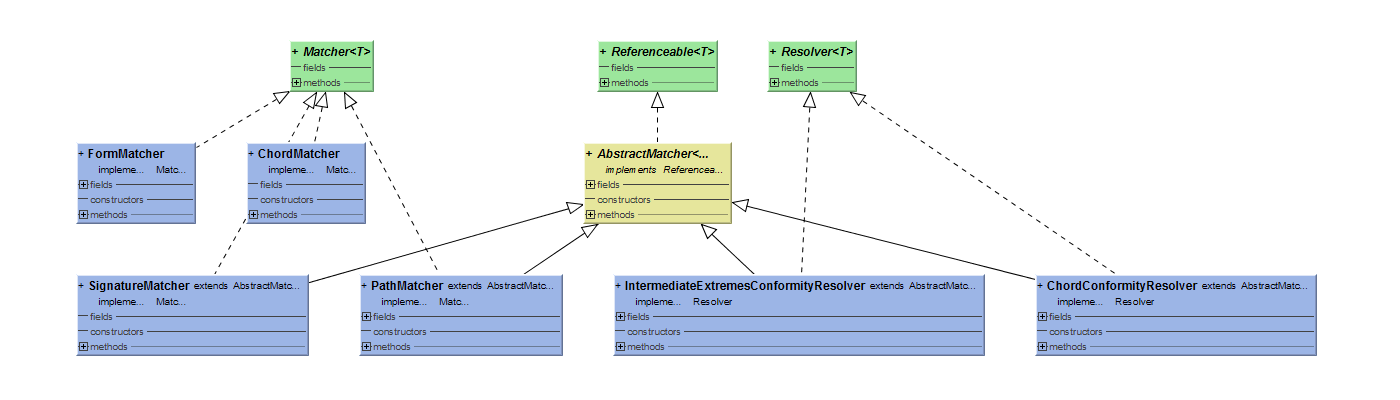 + Matcher<T>
fields
methods
+ Referenceable<T>
fields
methods
+ Resolver<T>
fields
methods
+ FormMatcher
impleme... Matc...
fields
constructors
methods
+ ChordMatcher
impleme... Matc...
fields
constructors
methods
+ AbstractMatcher<...
implements Referencea...
fields
constructors
methods
+ SignatureMatcher extends AbstractMatc...
impleme... Matc...
fields
constructors
methods
+ PathMatcher extends AbstractMatc...
impleme... Matc...
fields
constructors
methods
+ IntermediateExtremesConformityResolver extends AbstractMatc...
impleme... Resolver
fields
constructors
methods
+ ChordConformityResolver extends AbstractMatc...
impleme... Resolver
fields
constructors
methods